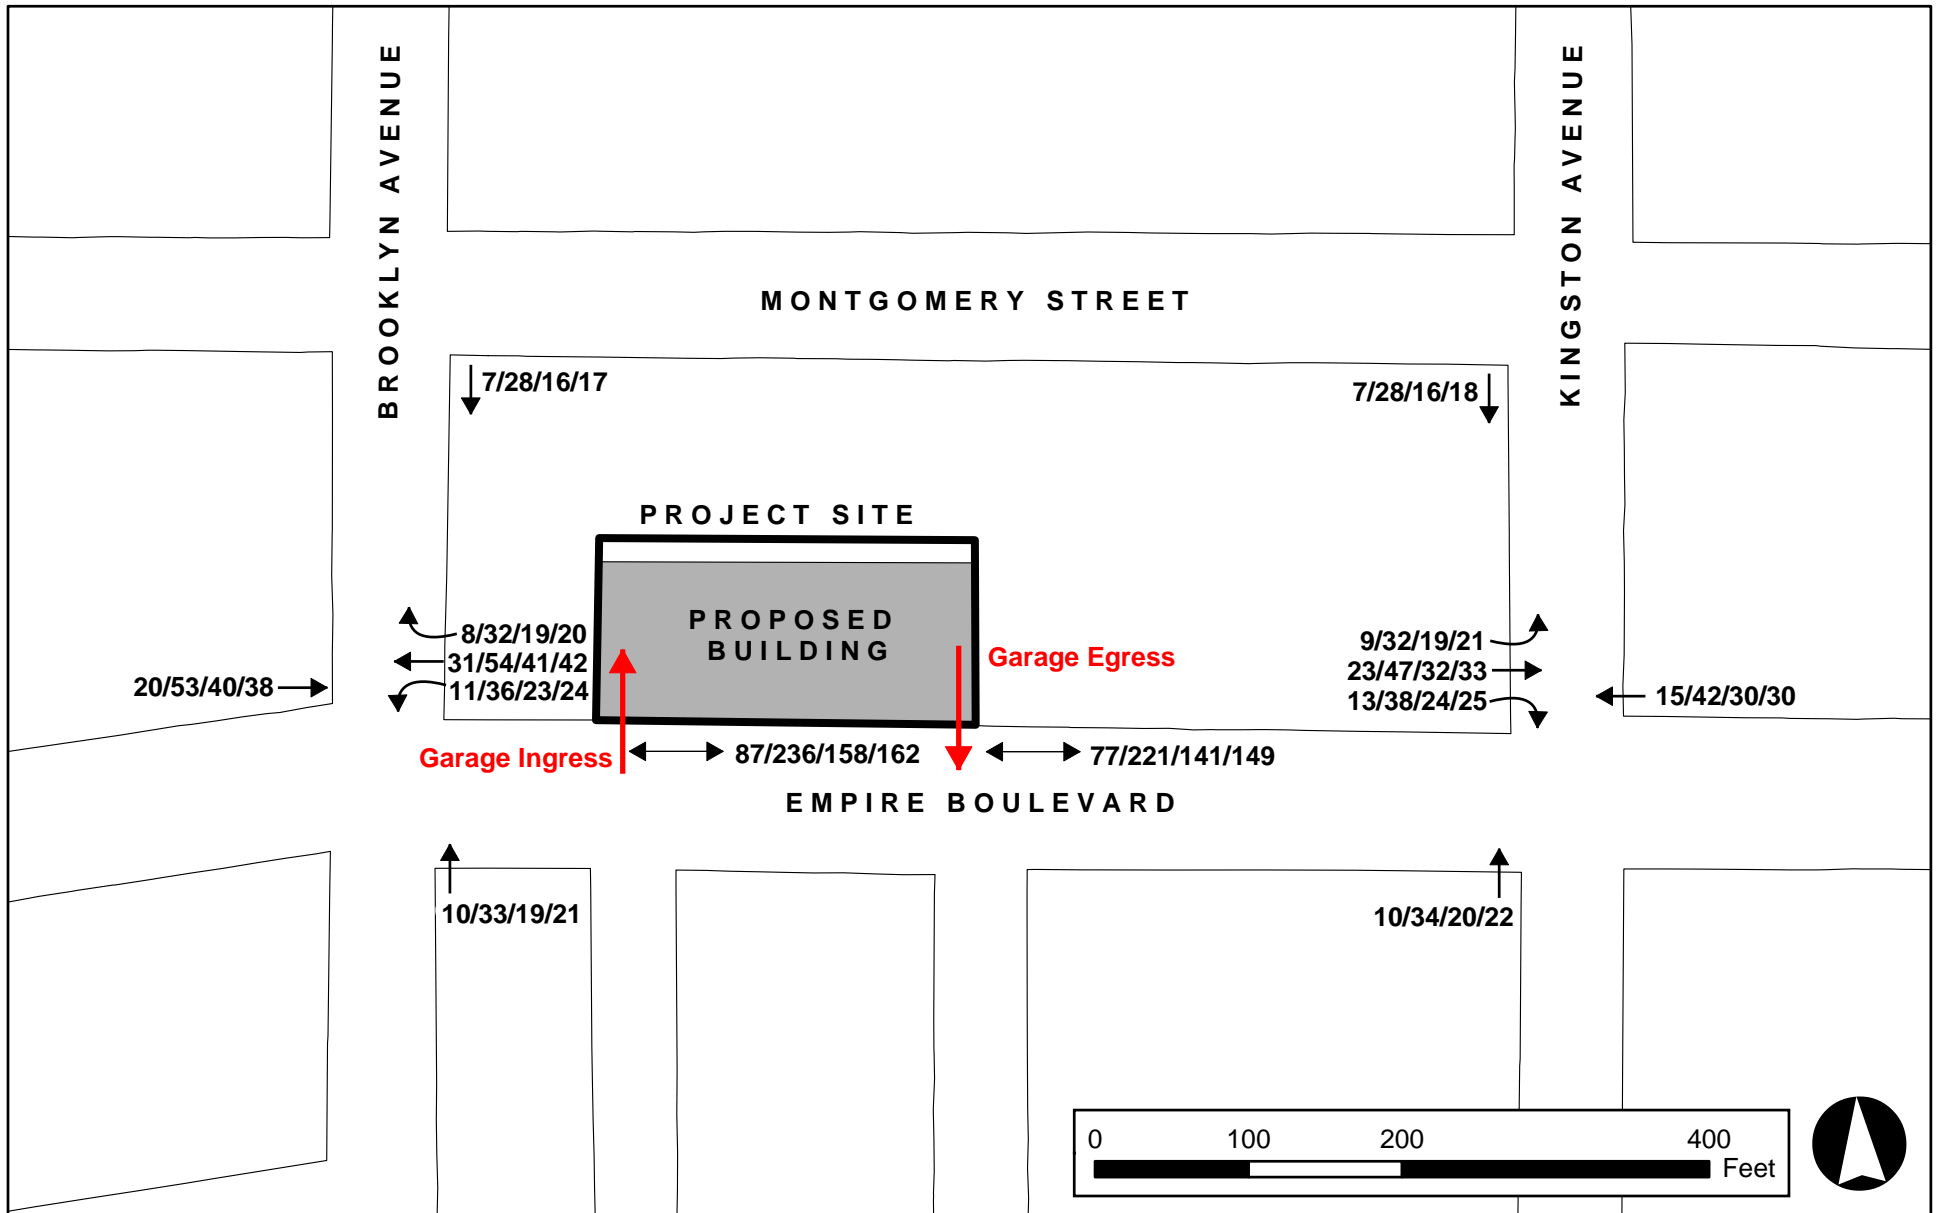 BROOKLYN AVENUE
KINGSTON AVENUE
MONTGOMERY STREET
7/28/16/17
7/28/16/18
PROJECT SITE
PROPOSED
BUILDING
8/32/19/20
31/54/41/42
11/36/23/24
20/53/40/38
Garage Egress
9/32/19/21
23/47/32/33
13/38/24/25
15/42/30/30
Garage Ingress
87/236/158/162
77/221/141/149
EMPIRE BOULEVARD
10/33/19/21
10/34/20/22
0 100 200 400
Feet